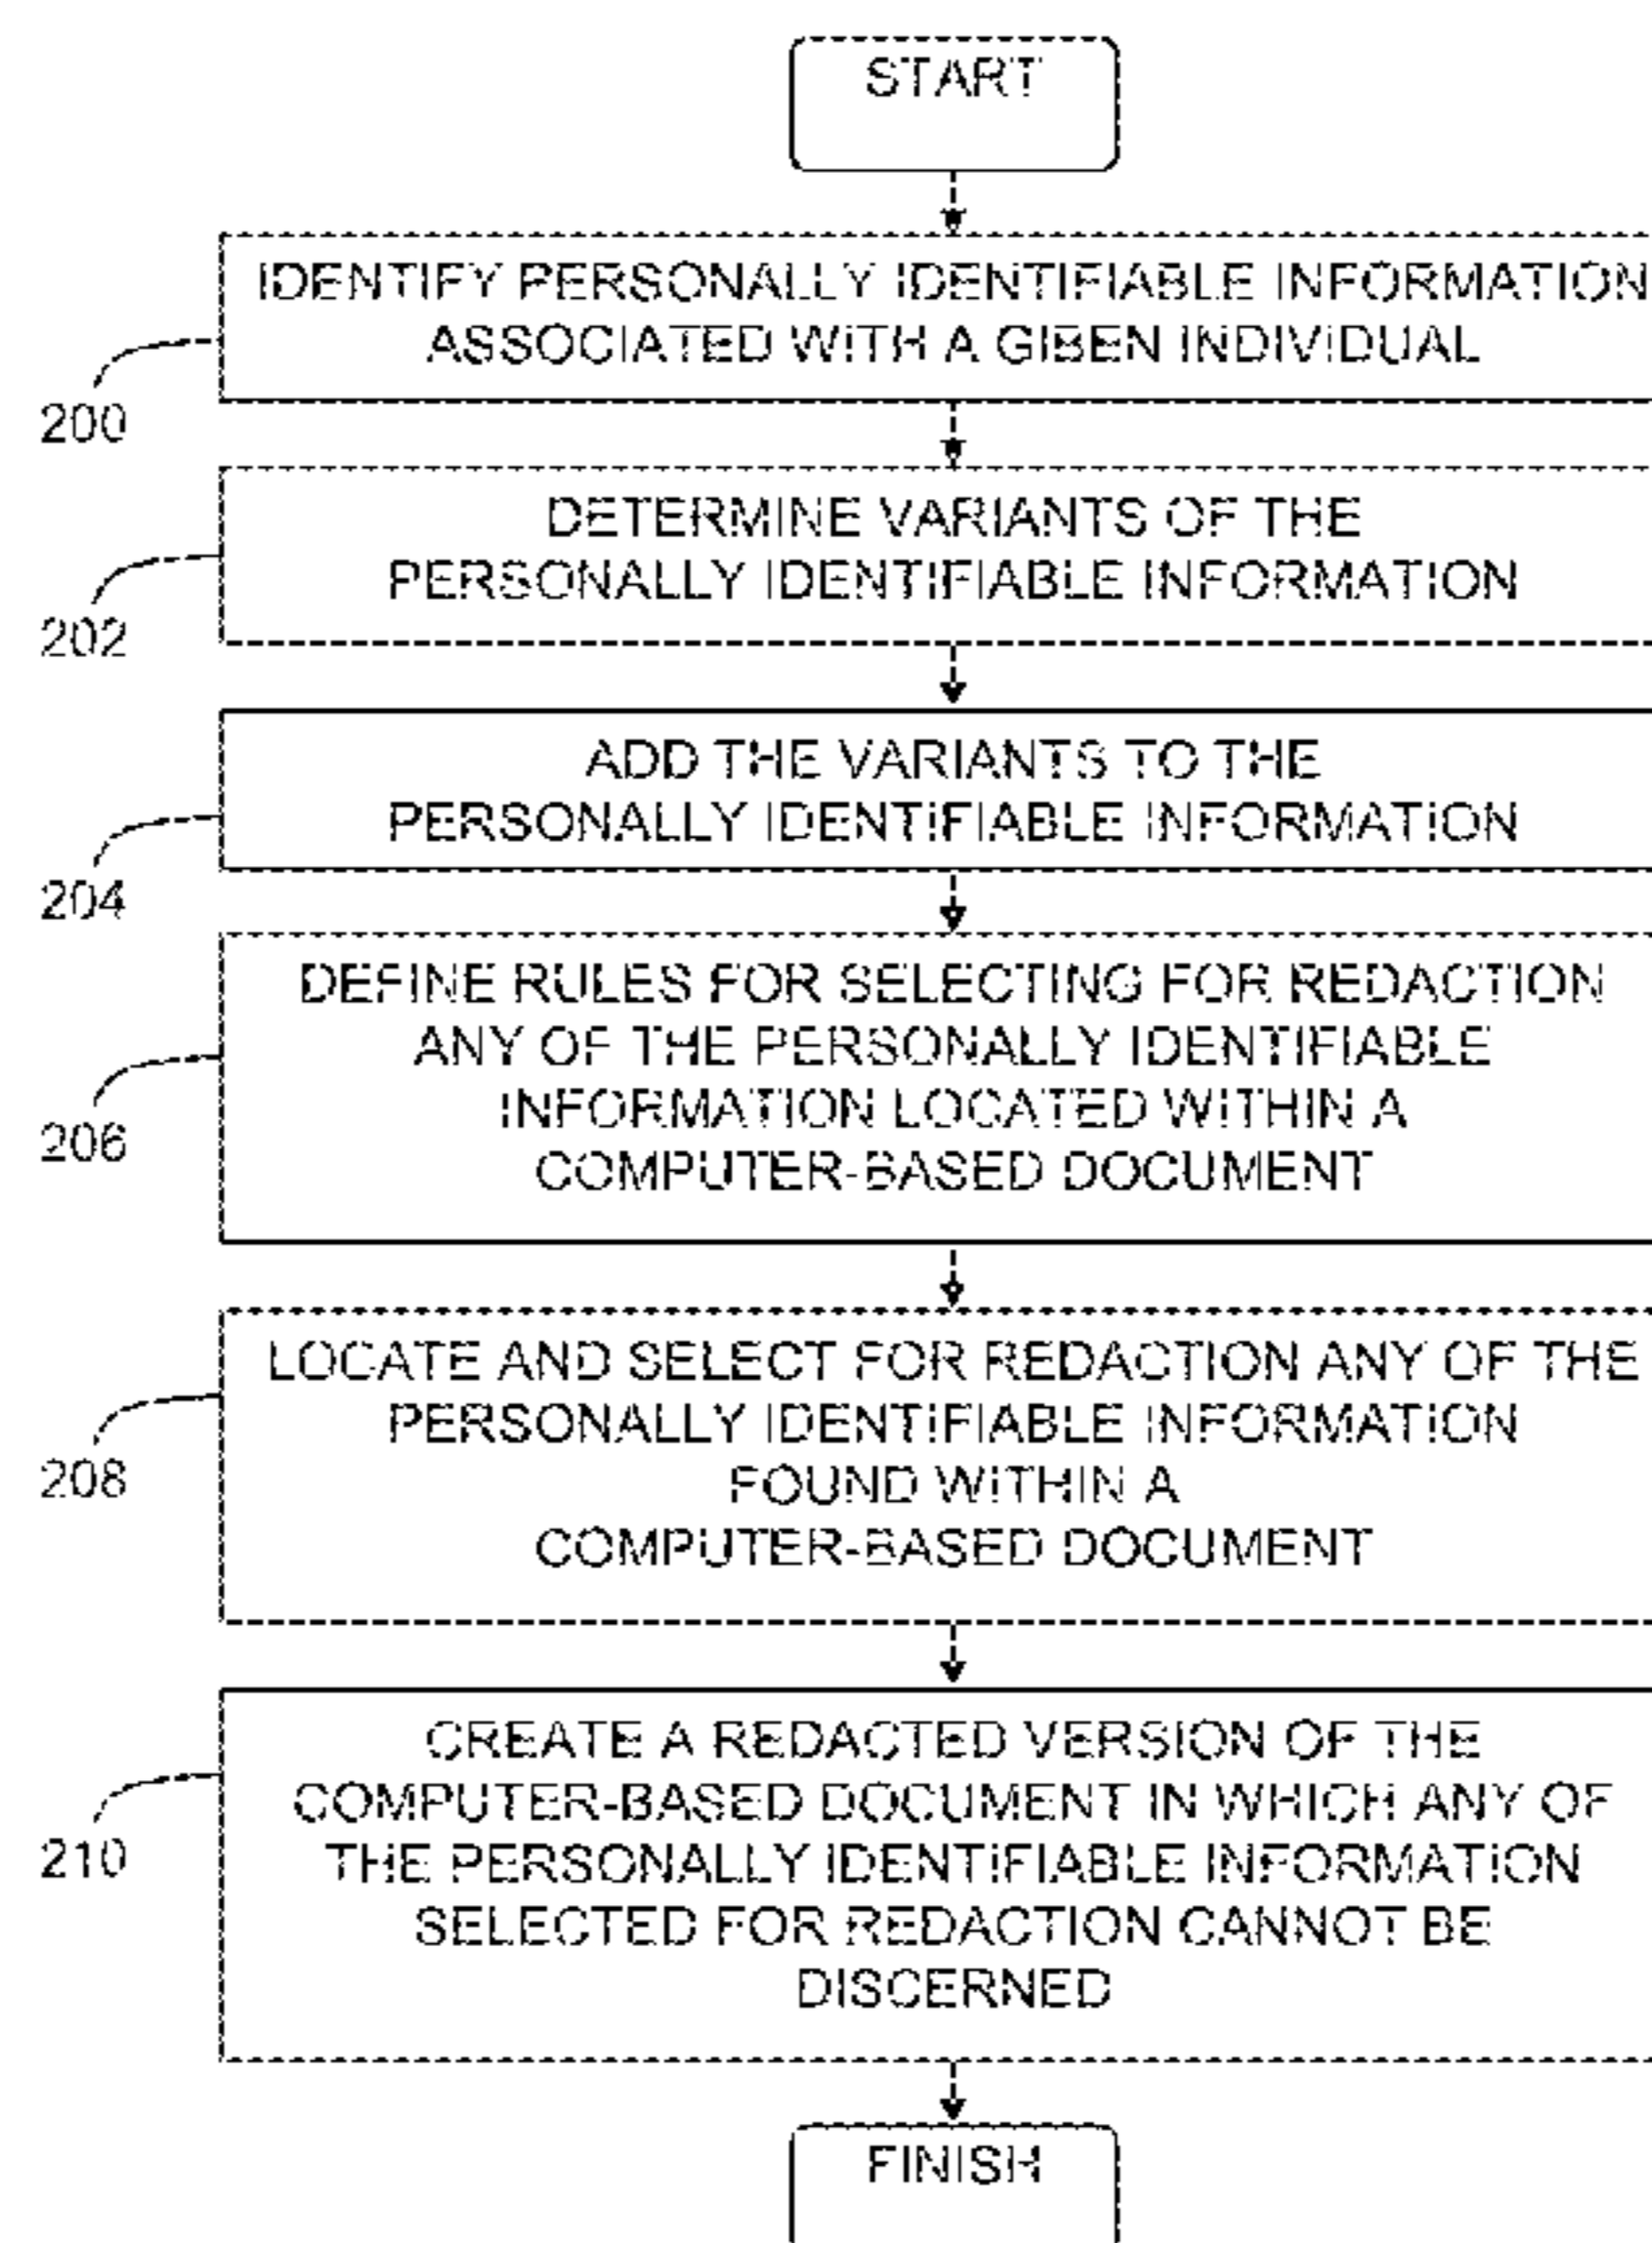 START
IDENTIFY PERSONALLY IDENTIFIABLE INFORMATION
ASSOCIATED WITH A GIBEN INDIVIDUAL
200
DETERMINE VARIANTS OF THE
PERSONALLY IDENTIFIABLE INFORMATION
202
ADD THE VARIANTS TO THE
PERSONALLY IDENTIFIABLE INFORMATION
204
DEFINE RULES FOR SELECTING FOR REDACTION
ANY OF THE PERSONALLY IDENTIFIABLE
INFORMATION LOCATED WITHIN A
COMPUTER-BASED DOCUMENT
206
LOCATE AND SELECT FOR REDACTION ANY OF THE
PERSONALLY IDENTIFIABLE INFORMATION
FOUND WITHIN A
COMPUTER-BASED DOCUMENT
208
CREATE A REDACTED VERSION OF THE
COMPUTER-BASED DOCUMENT IN WHICH ANY OF
THE PERSONALLY IDENTIFIABLE INFORMATION
SELECTED FOR REDACTION CANNOT BE
DISCERNED
210
FINISH